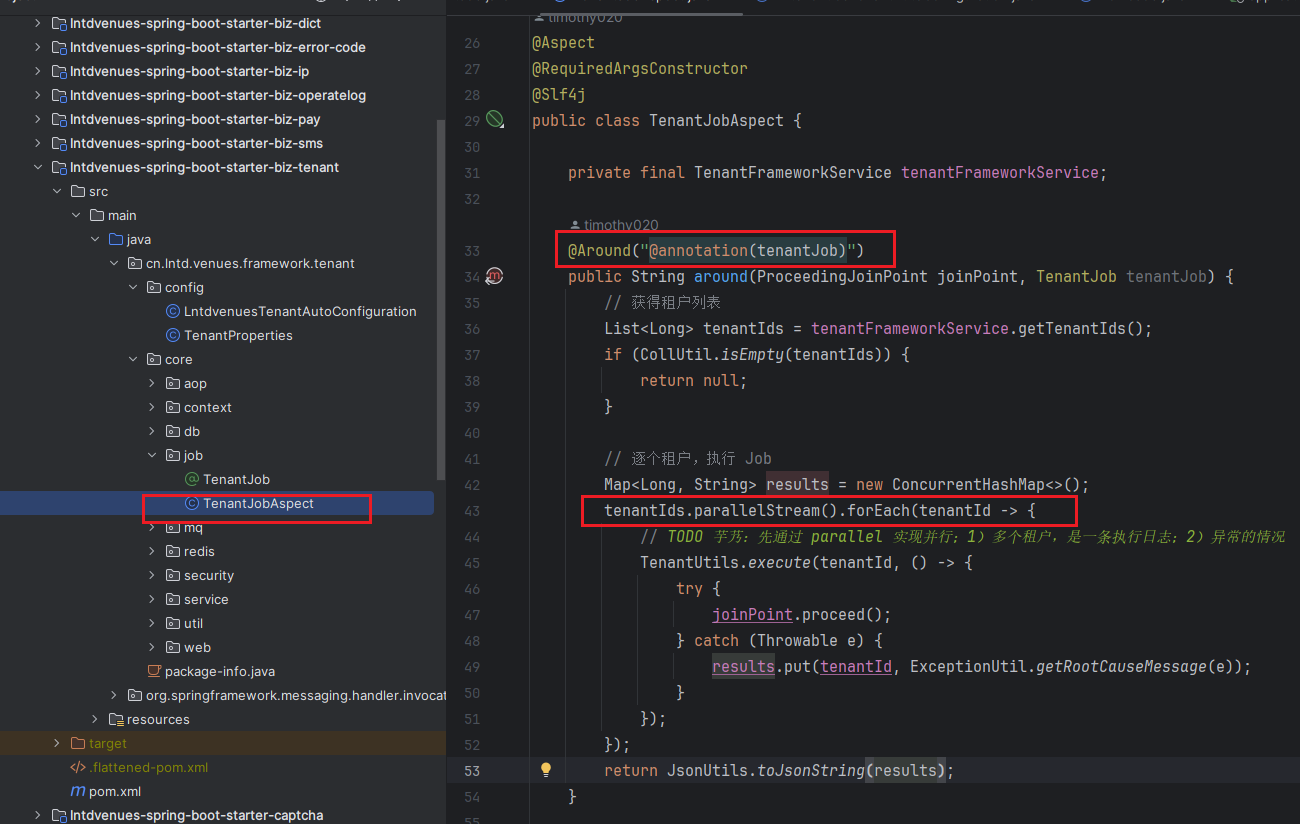 lntdvenues-spring-boot-starter-biz-dict
lntdvenues-spring-boot-starter-biz-error-code
lntdvenues-spring-boot-starter-biz-ip
lntdvenues-spring-boot-starter-biz-operatelog
lntdvenues-spring-boot-starter-biz-pay
lntdvenues-spring-boot-starter-biz-sms
lntdvenues-spring-boot-starter-biz-tenant
src
main
java
cn.lntd.venues.framework.tenant
config
LntdvenuesTenantAutoConfiguration
TenantProperties
core
aop
context
db
job
TenantJob
TenantJobAspect
mq
redis
security
service
util
web
package-info.java
org.springframework.messaging.handler.invocat
resources
target
.flattened-pom.xml
pom.xml
lntdvenues-spring-boot-starter-captcha
timothy020
26 @Aspect
27 @RequiredArgsConstructor
28 @Slf4j
29 public class TenantJobAspect {
30
31 private final TenantFrameworkService tenantFrameworkService;
32
timothy020
33 @Around("@annotation(tenantJob)")
34 public String around(ProceedingJoinPoint joinPoint, TenantJob tenantJob) {
35 // 获得租户列表
36 List<Long> tenantIds = tenantFrameworkService.getTenantIds();
37 if (CollUtil.isEmpty(tenantIds)) {
38 return null;
39 }
40
41 // 逐个租户，执行 Job
42 Map<Long, String> results = new ConcurrentHashMap<>();
43 tenantIds.parallelStream().forEach(tenantId -> {
44 // TODO 芋艿：先通过 parallel 实现并行；1）多个租户，是一条执行日志；2）异常的情况
45 TenantUtils.execute(tenantId, () -> {
46 try {
47 joinPoint.proceed();
48 } catch (Throwable e) {
49 results.put(tenantId, ExceptionUtil.getRootCauseMessage(e));
50 }
51 });
52 });
53 return JsonUtils.toJsonString(results);
54 }
55